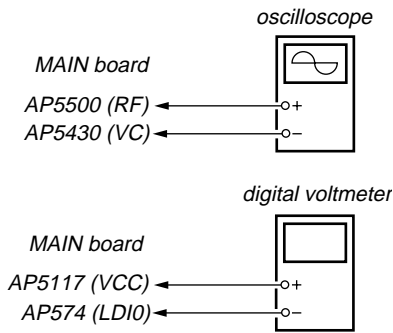 oscilloscope
MAIN board
AP5500 (RF)
+
AP5430 (VC)
–
digital voltmeter
MAIN board
AP5117 (VCC)
+
AP574 (LDI0)
–